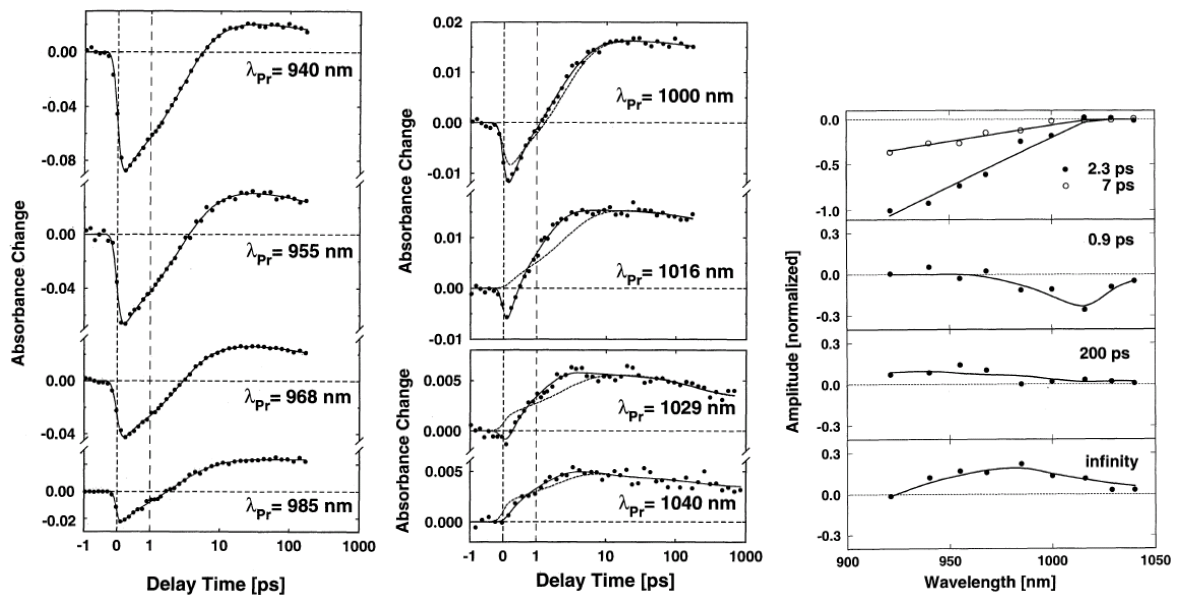 Absorbance Change
0.00
-0.04
-0.08
λPr= 940 nm
0.00
-0.04
λPr= 955 nm
0.00
-0.04
λPr= 968 nm
0.00
-0.02
λPr= 985 nm
-1 0 1 10 100 1000
Delay Time [ps]
Absorbance Change
0.02
0.01
0.00
-0.01
λPr= 1000 nm
0.01
0.00
-0.01
λPr= 1016 nm
Absorbance Change
0.005
0.000
λPr= 1029 nm
0.005
0.000
λPr= 1040 nm
-1 0 1 10 100 1000
Delay Time [ps]
Amplitude [normalized]
0.0
-0.5
-1.0
2.3 ps
7 ps
0.3
0.0
-0.3
0.9 ps
0.3
0.0
-0.3
200 ps
0.3
0.0
-0.3
infinity
900 950 1000 1050
Wavelength [nm]